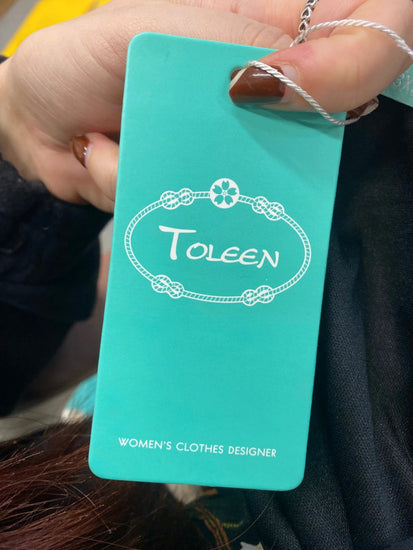 TOLEEN
WOMEN'S CLOTHES DESIGNER